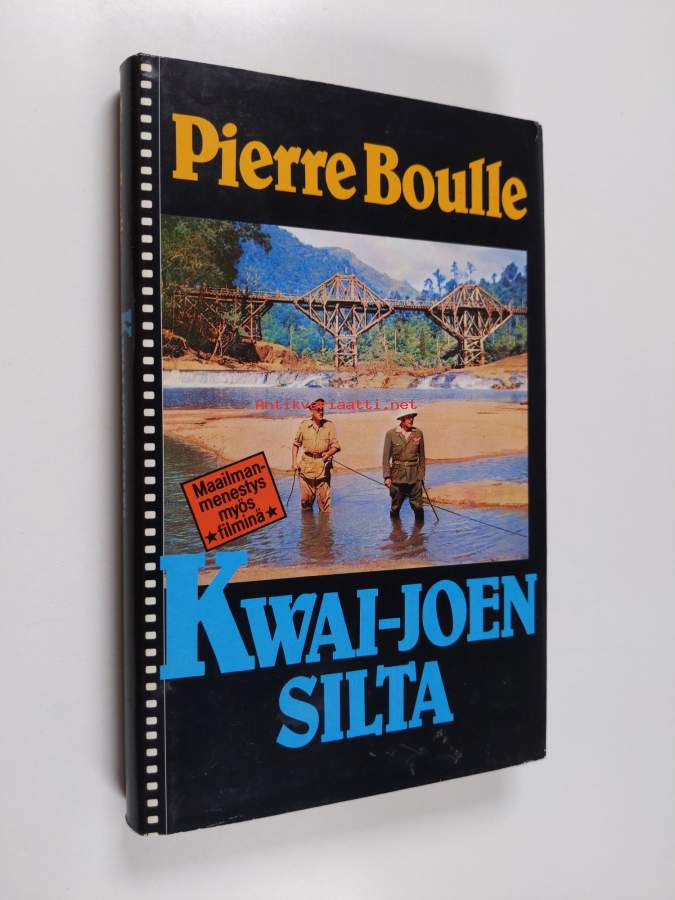 Pierre Boulle
Antikvariaatti.net
Maailman-
menestys
myös
★ filminä ★
KWAI-JOEN
SILTA
K